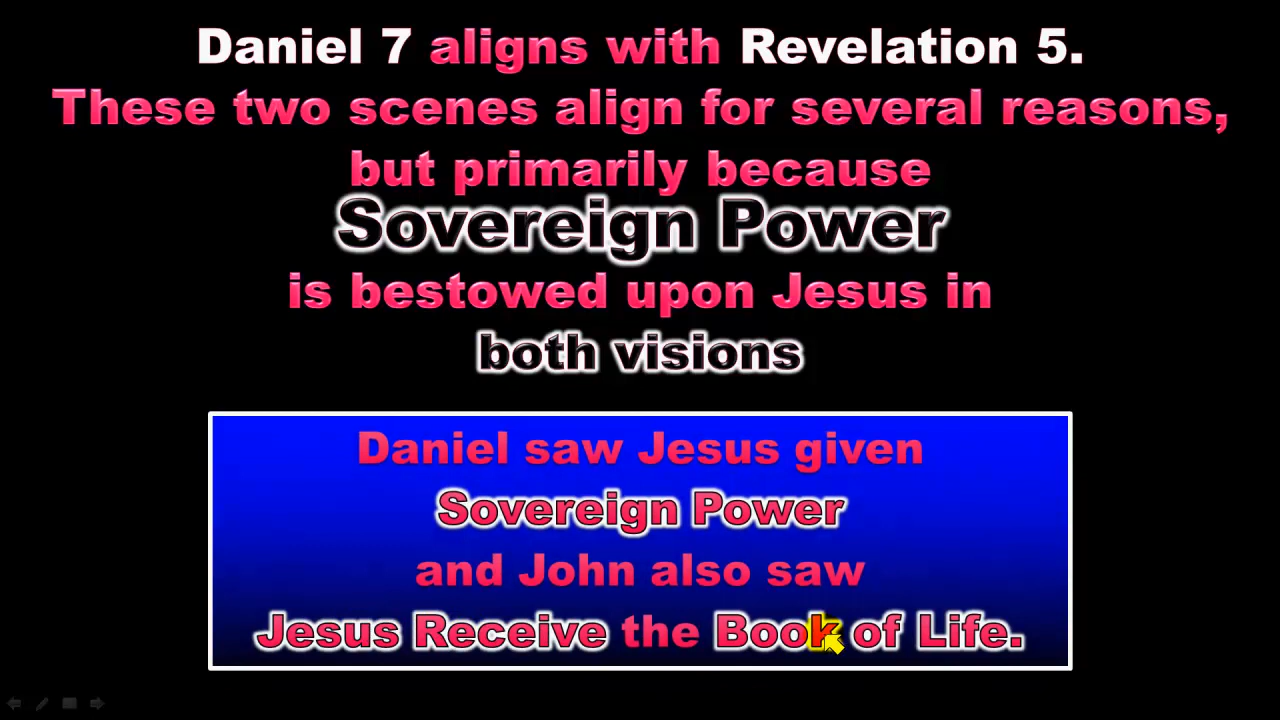 Daniel 7 aligns with Revelation 5.
These two scenes align for several reasons,
but primarily because
Sovereign Power
is bestowed upon Jesus in
both visions
Daniel saw Jesus given
Sovereign Power
and John also saw
Jesus Receive the Book of Life.